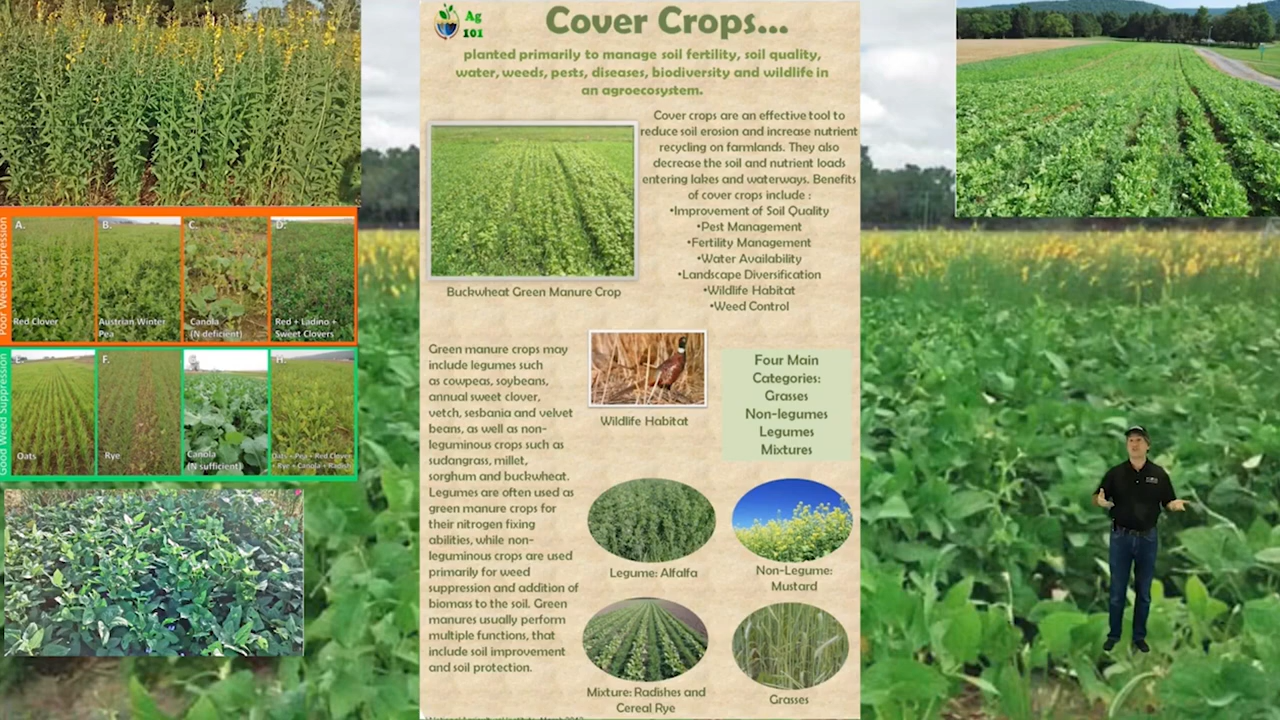 Ag
101
Cover Crops...
planted primarily to manage soil fertility, soil quality,
water, weeds, pests, diseases, biodiversity and wildlife in
an agroecosystem.
Cover crops are an effective tool to
reduce soil erosion and increase nutrient
recycling on farmlands. They also
decrease the soil and nutrient loads
entering lakes and waterways. Benefits
of cover crops include :
•Improvement of Soil Quality
•Pest Management
•Fertility Management
•Water Availability
•Landscape Diversification
•Wildlife Habitat
•Weed Control
Buckwheat Green Manure Crop
Green manure crops may
include legumes such
as cowpeas, soybeans,
annual sweet clover,
vetch, sesbania and velvet
beans, as well as non-
leguminous crops such as
sudangrass, millet,
sorghum and buckwheat.
Legumes are often used as
green manure crops for
their nitrogen fixing
abilities, while non-
leguminous crops are used
primarily for weed
suppression and addition of
biomass to the soil. Green
manures usually perform
multiple functions, that
include soil improvement
and soil protection.
Wildlife Habitat
Four Main
Categories:
Grasses
Non-legumes
Legumes
Mixtures
Legume: Alfalfa
Non-Legume:
Mustard
Mixture: Radishes and
Cereal Rye
Grasses
Poor Weed Suppression
A.
Red Clover
B.
Austrian Winter
Pea
C.
Canola
(N deficient)
D.
Red + Ladino +
Sweet Clovers
Good Weed Suppression
E.
Oats
F.
Rye
Canola
(N sufficient)
H.
Oats + Pea + Red Clover
+ Rye + Canola + Radish